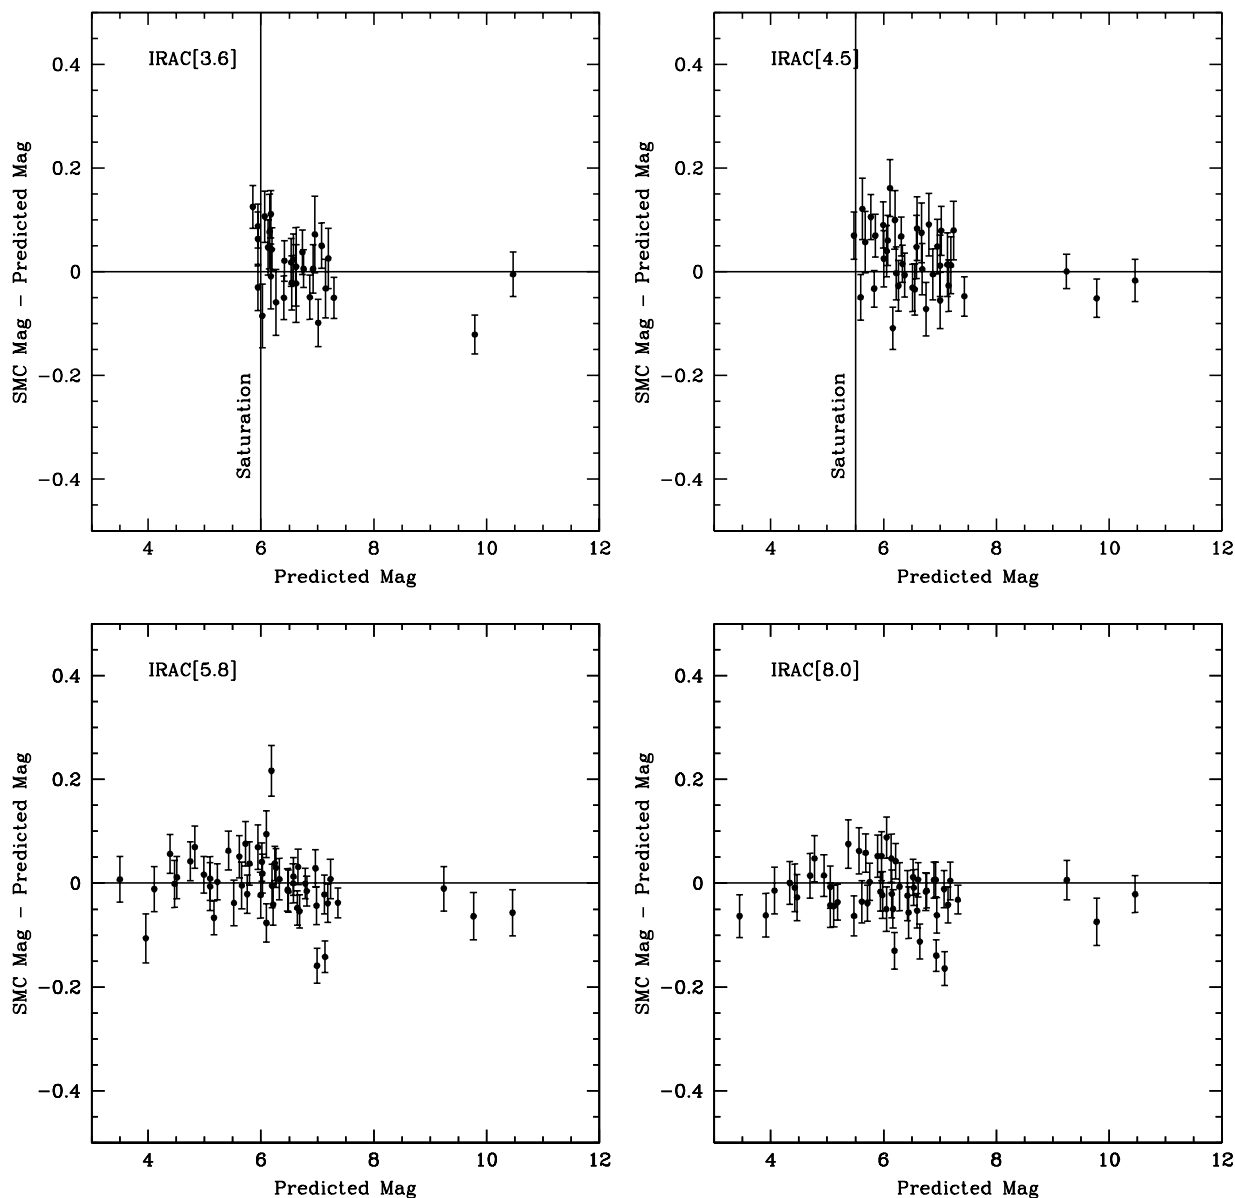 IRAC[3.6]
0.4
0.2
0
−0.2
−0.4
SMC Mag − Predicted Mag
Saturation
4 6 8 10 12
Predicted Mag
IRAC[4.5]
0.4
0.2
0
−0.2
−0.4
SMC Mag − Predicted Mag
Saturation
4 6 8 10 12
Predicted Mag
IRAC[5.8]
0.4
0.2
0
−0.2
−0.4
SMC Mag − Predicted Mag
4 6 8 10 12
Predicted Mag
IRAC[8.0]
0.4
0.2
0
−0.2
−0.4
SMC Mag − Predicted Mag
4 6 8 10 12
Predicted Mag